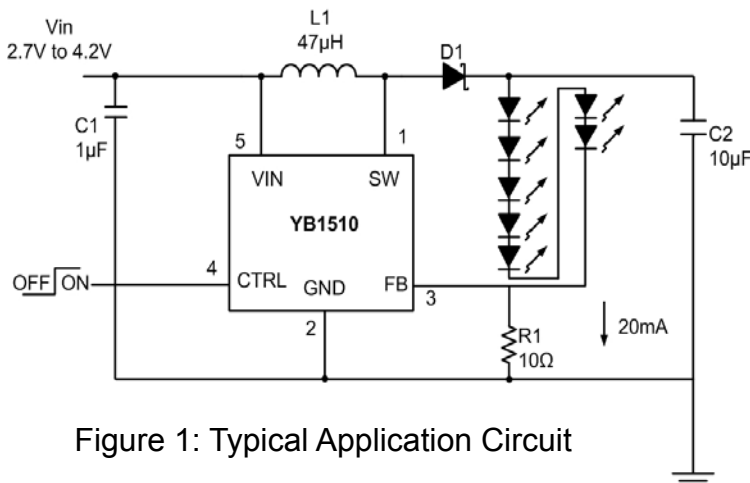 Vin
2.7V to 4.2V
L1
47μH
D1
C1
1μF
5
1
VIN
SW
YB1510
C2
10μF
OFF ON
4
CTRL
GND
FB
3
2
R1
10Ω
20mA
Figure 1: Typical Application Circuit